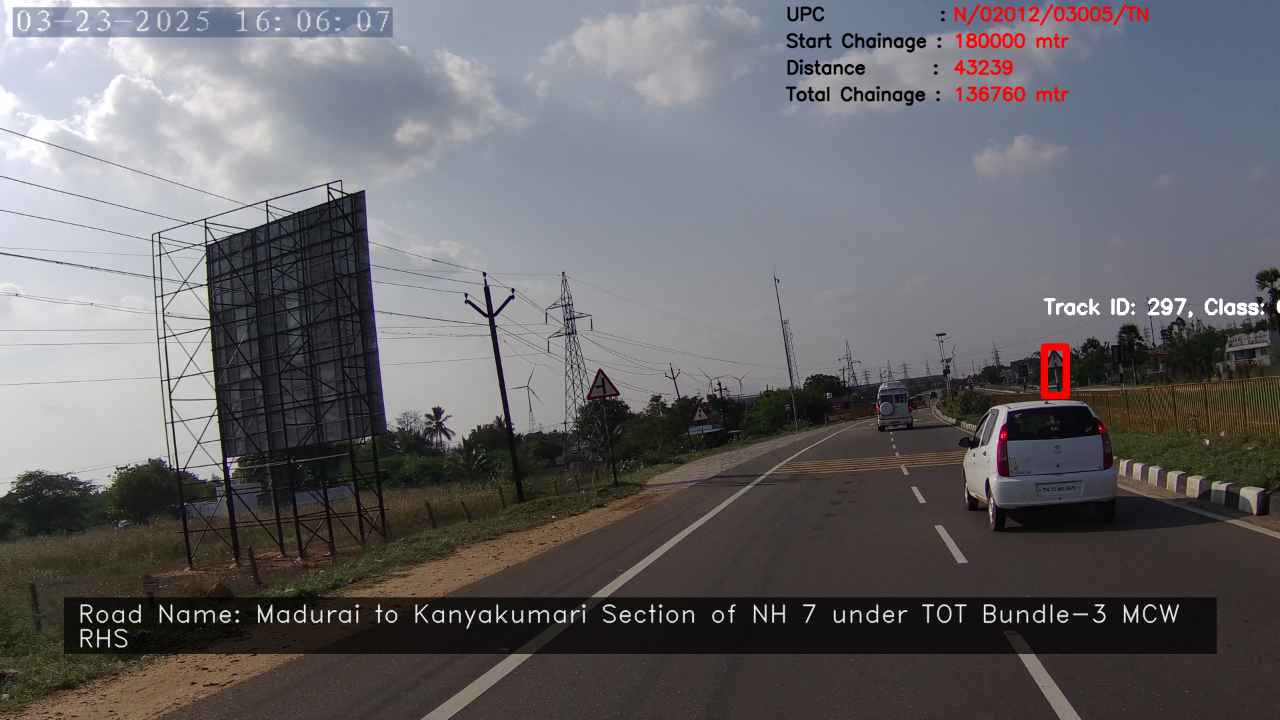 03-23-2025 16:06:07
UPC : N/02012/03005/TN
Start Chainage : 180000 mtr
Distance : 43239
Total Chainage : 136760 mtr
Track ID: 297, Class:
Road Name: Madurai to Kanyakumari Section of NH 7 under TOT Bundle-3 MCW
RHS